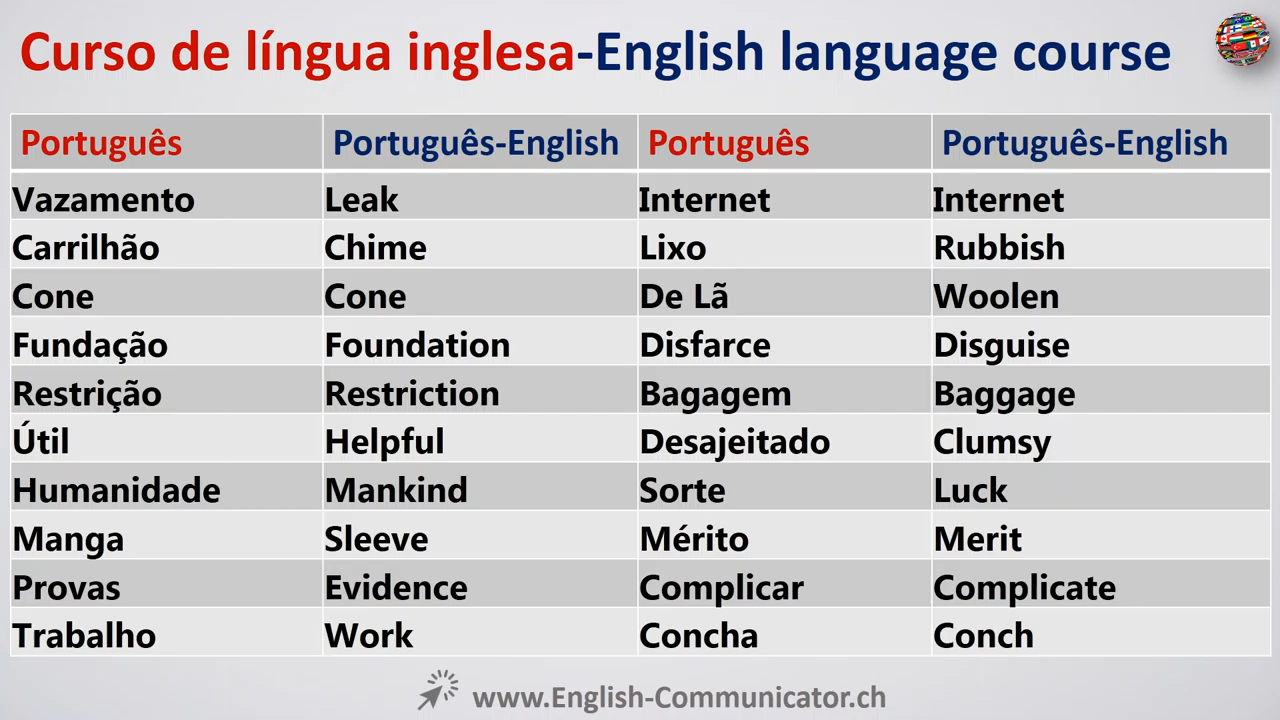 Curso de língua inglesa-English language course
Português Português-English Português Português-English
Vazamento Leak Internet Internet
Carrilhão Chime Lixo Rubbish
Cone Cone De Lã Woolen
Fundação Foundation Disfarce Disguise
Restrição Restriction Bagagem Baggage
Útil Helpful Desajeitado Clumsy
Humanidade Mankind Sorte Luck
Manga Sleeve Mérito Merit
Provas Evidence Complicar Complicate
Trabalho Work Concha Conch
www.English-Communicator.ch